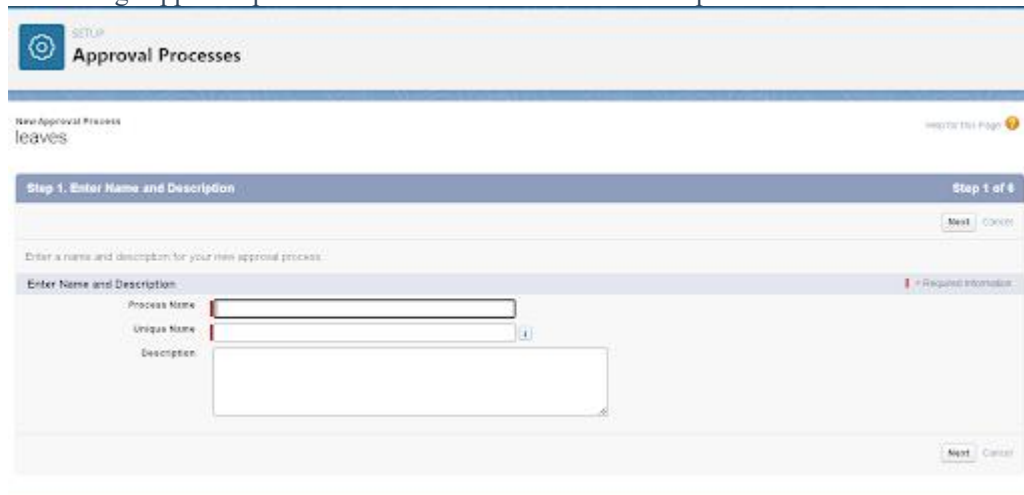 SETUP
Approval Processes
New Approval Process
leaves
Help for this Page
Step 1. Enter Name and Description
Step 1 of 6
Next Cancel
Enter a name and description for your new approval process.
Enter Name and Description
= Required Information
Process Name
Unique Name
i
Description
Next Cancel